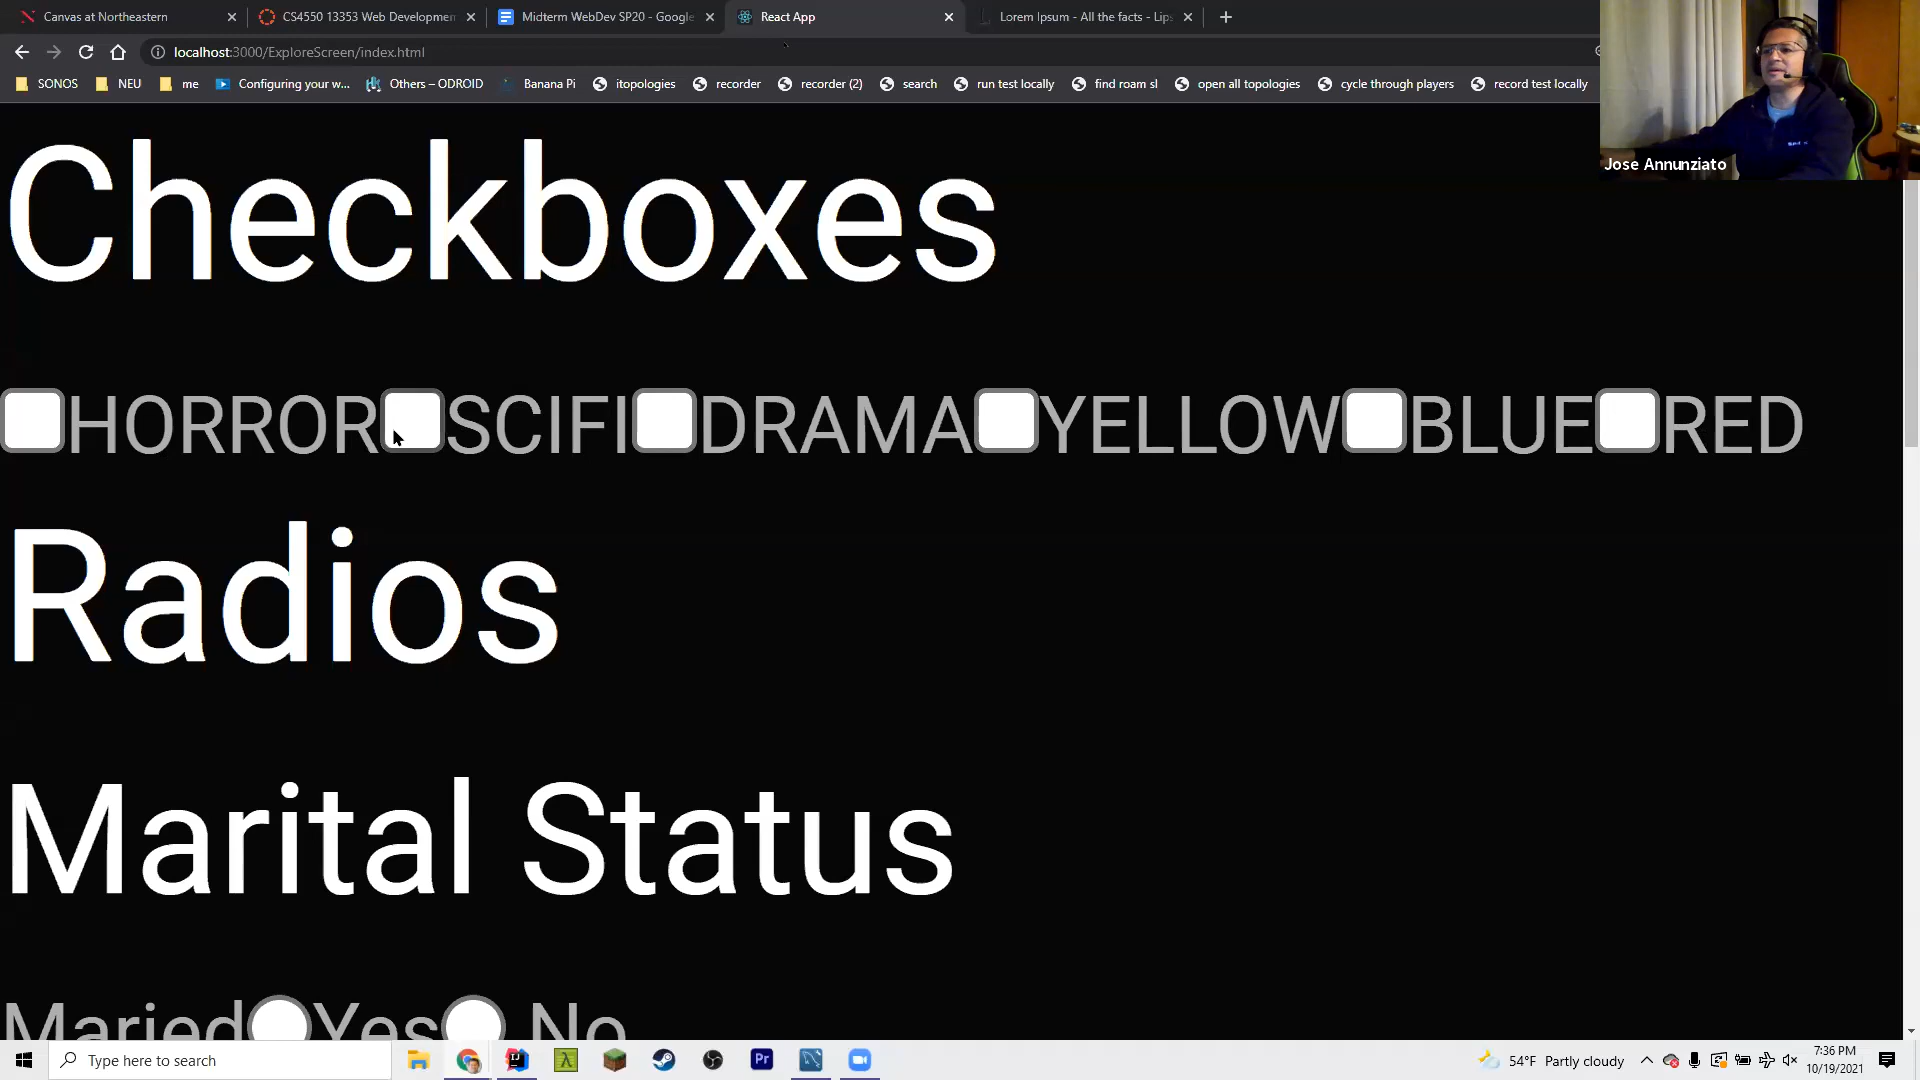 Canvas at Northeastern
CS4550 13353 Web Developmen
Midterm WebDev SP20 - Google
React App
Lorem Ipsum - All the facts - Lips
localhost:3000/ExploreScreen/index.html
SONOS NEU me Configuring your w... Others – ODROID Banana Pi itopologies recorder recorder (2) search run test locally find roam sl open all topologies cycle through players record test locally
Jose Annunziato
Checkboxes
HORROR SCIFI DRAMA YELLOW BLUE RED
Radios
Marital Status
Maried Yes No
Type here to search
Pr
54°F Partly cloudy
7:36 PM
10/19/2021